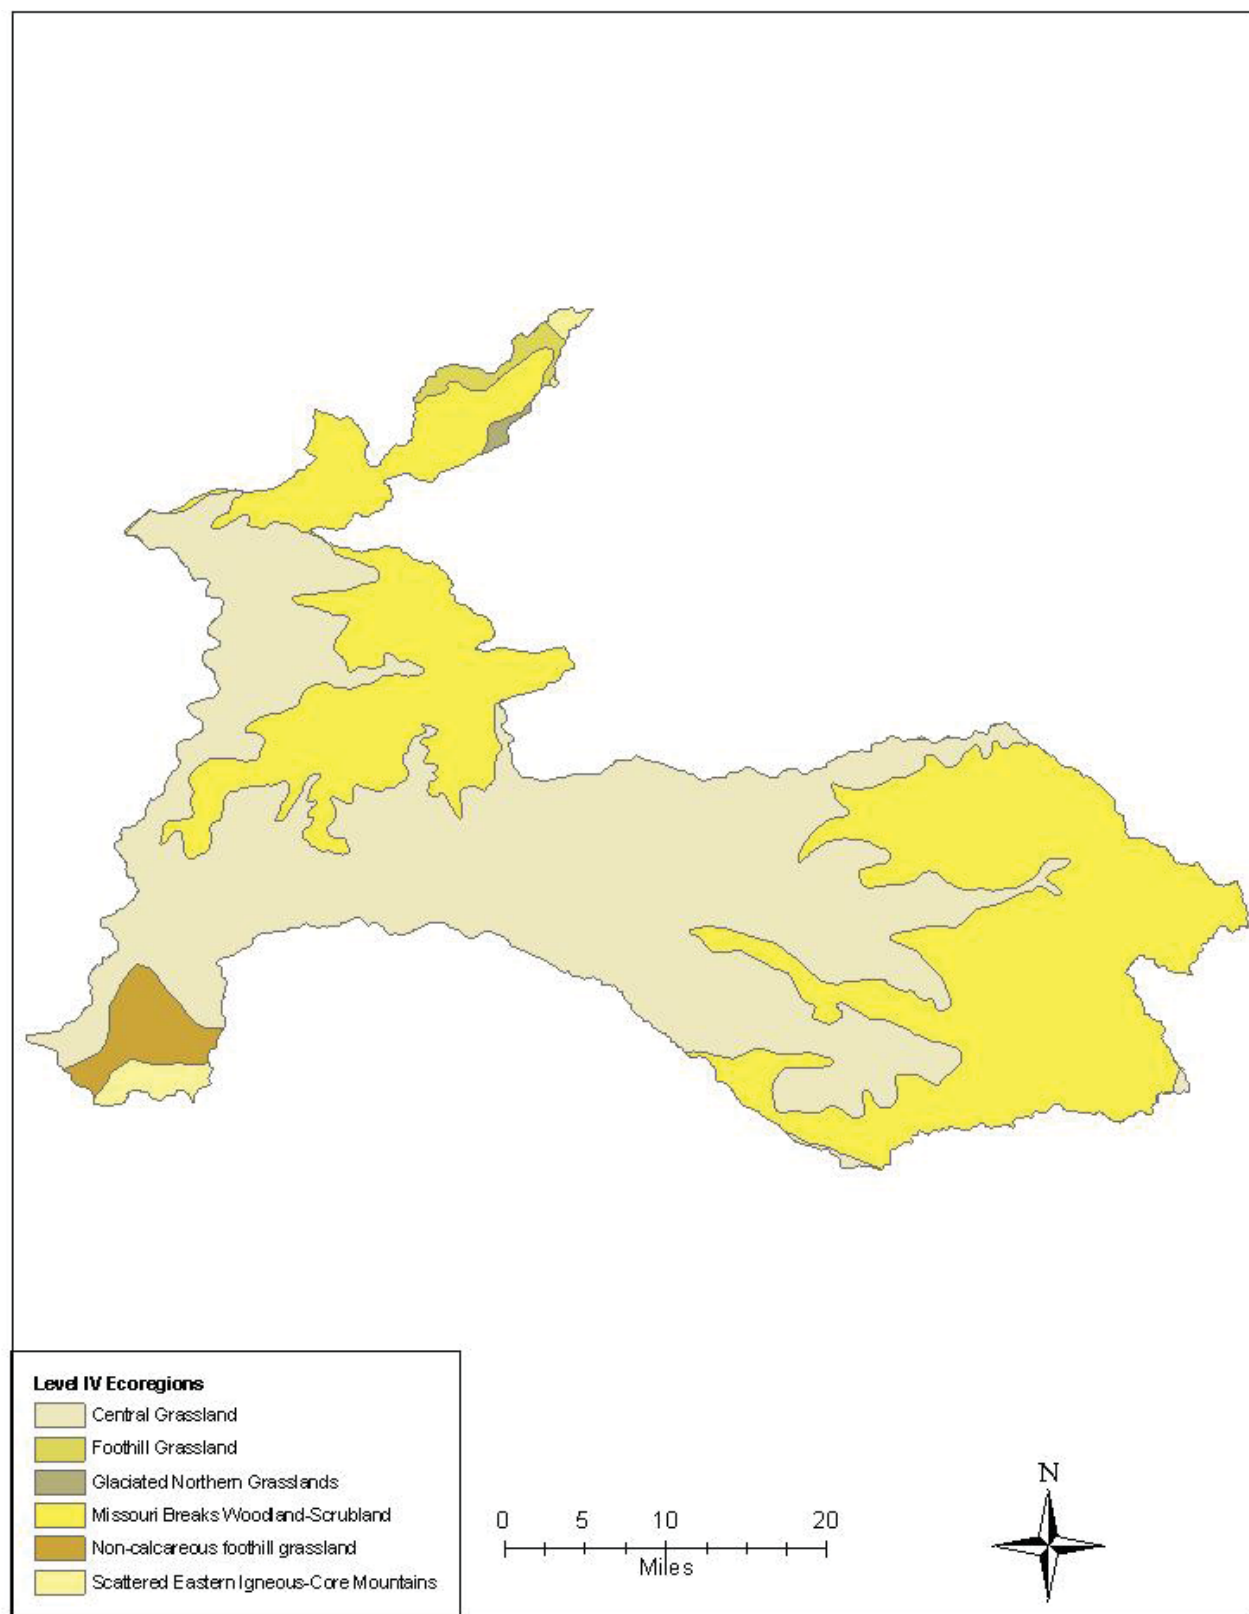 Level IV Ecoregions
Central Grassland
Foothill Grassland
Glaciated Northern Grasslands
Missouri Breaks Woodland-Scrubland
Non-calcareous foothill grassland
Scattered Eastern Igneous-Core Mountains
0 5 10 20
Miles
N